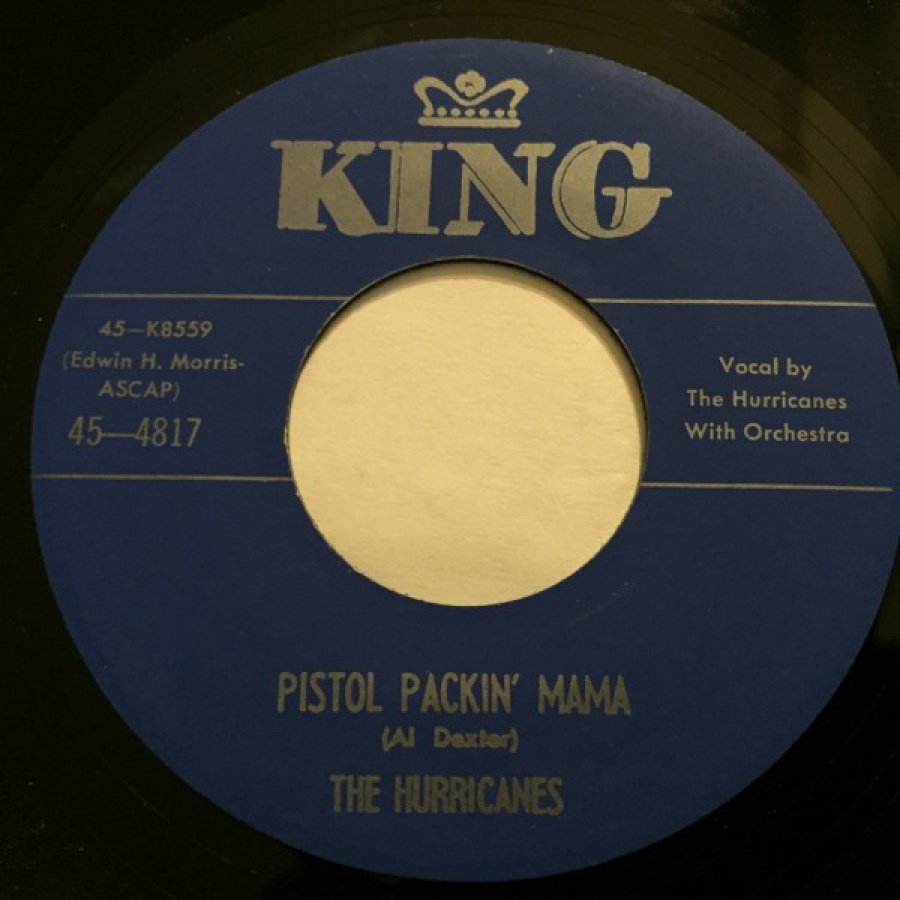 KING
45—K8559
(Edwin H. Morris-
ASCAP)
45—4817
Vocal by
The Hurricanes
With Orchestra
PISTOL PACKIN' MAMA
(Al Dexter)
THE HURRICANES